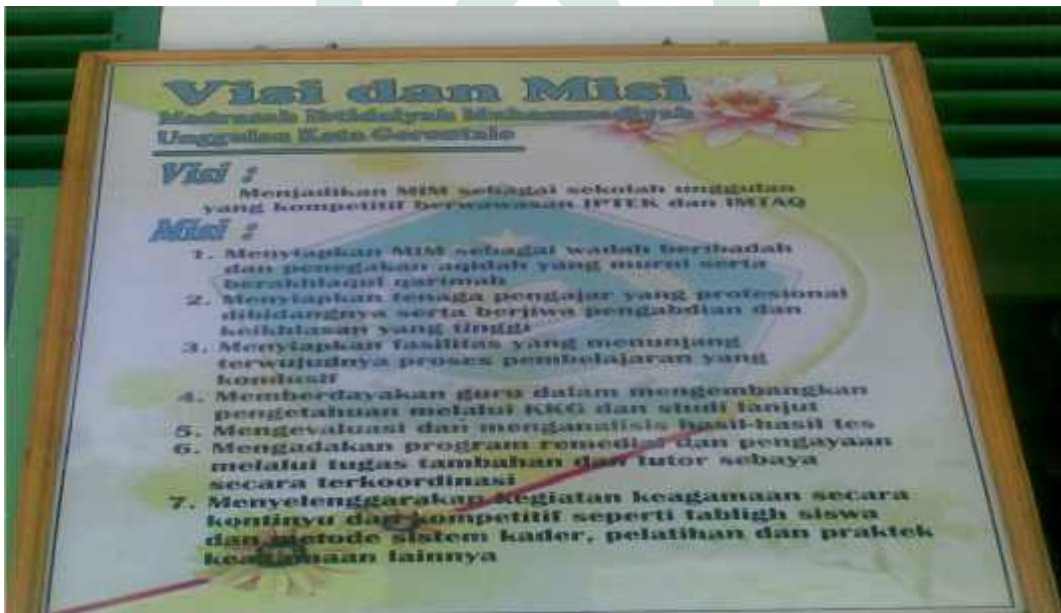 Visi dan Misi
Madrasah Ibtidaiyah Muhammadiyah
Unggulan Kota Gorontalo
Visi :
Menjadikan MIM sebagai sekolah unggulan
yang kompetitif berwawasan IPTEK dan IMTAQ
Misi :
1. Menyiapkan MIM sebagai wadah beribadah
dan penegakan aqidah yang murni serta
berakhlaqul qarimah
2. Menyiapkan tenaga pengajar yang profesional
dibidangnya serta berjiwa pengabdian dan
keikhlasan yang tinggi
3. Menyiapkan fasilitas yang menunjang
terwujudnya proses pembelajaran yang
kondusif
4. Memberdayakan guru dalam mengembangkan
pengetahuan melalui KKG dan studi lanjut
5. Mengevaluasi dan menganalisis hasil-hasil tes
6. Mengadakan program remedial dan pengayaan
melalui tugas tambahan dan tutor sebaya
secara terkoordinasi
7. Menyelenggarakan Kegiatan keagamaan secara
kontinyu dan kompetitif seperti tabligh siswa
dan metode sistem kader, pelatihan dan praktek
keagamaan lainnya